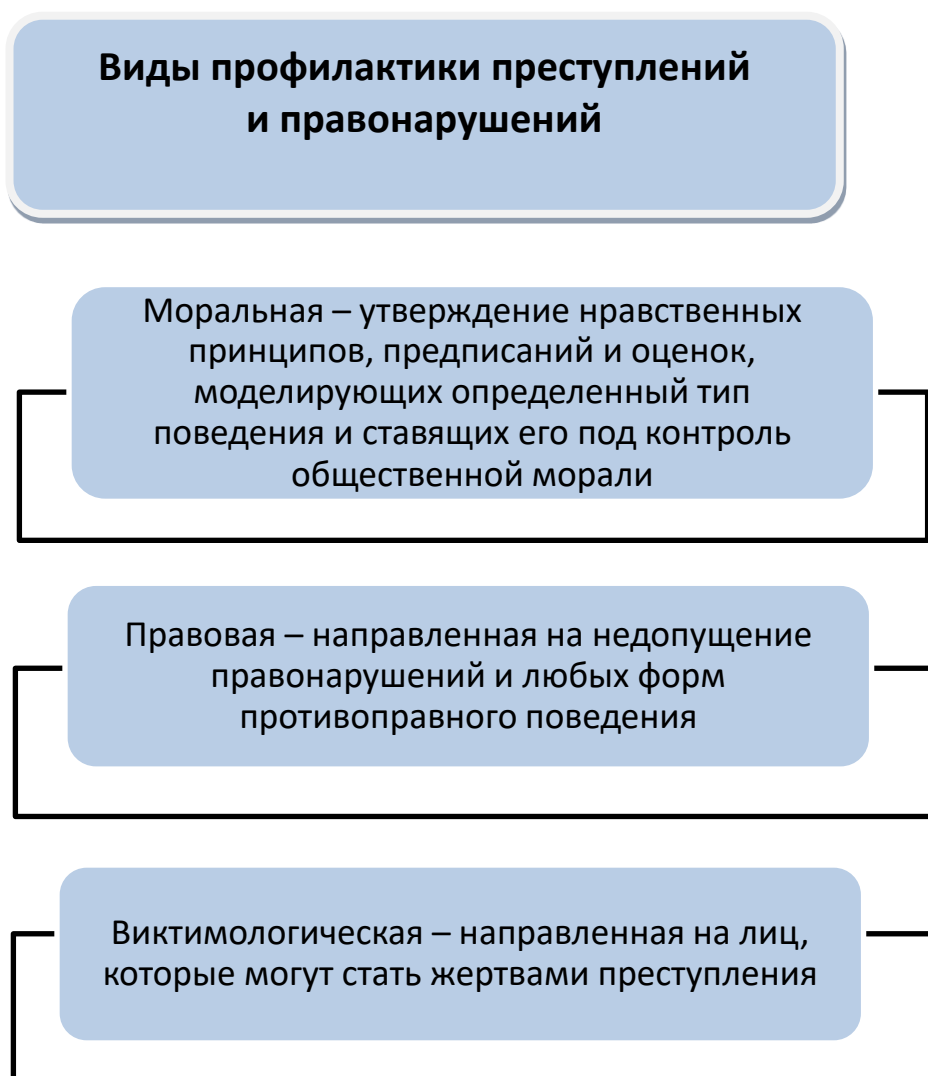 Виды профилактики преступлений
и правонарушений
Моральная – утверждение нравственных
принципов, предписаний и оценок,
моделирующих определенный тип
поведения и ставящих его под контроль
общественной морали
Правовая – направленная на недопущение
правонарушений и любых форм
противоправного поведения
Виктимологическая – направленная на лиц,
которые могут стать жертвами преступления